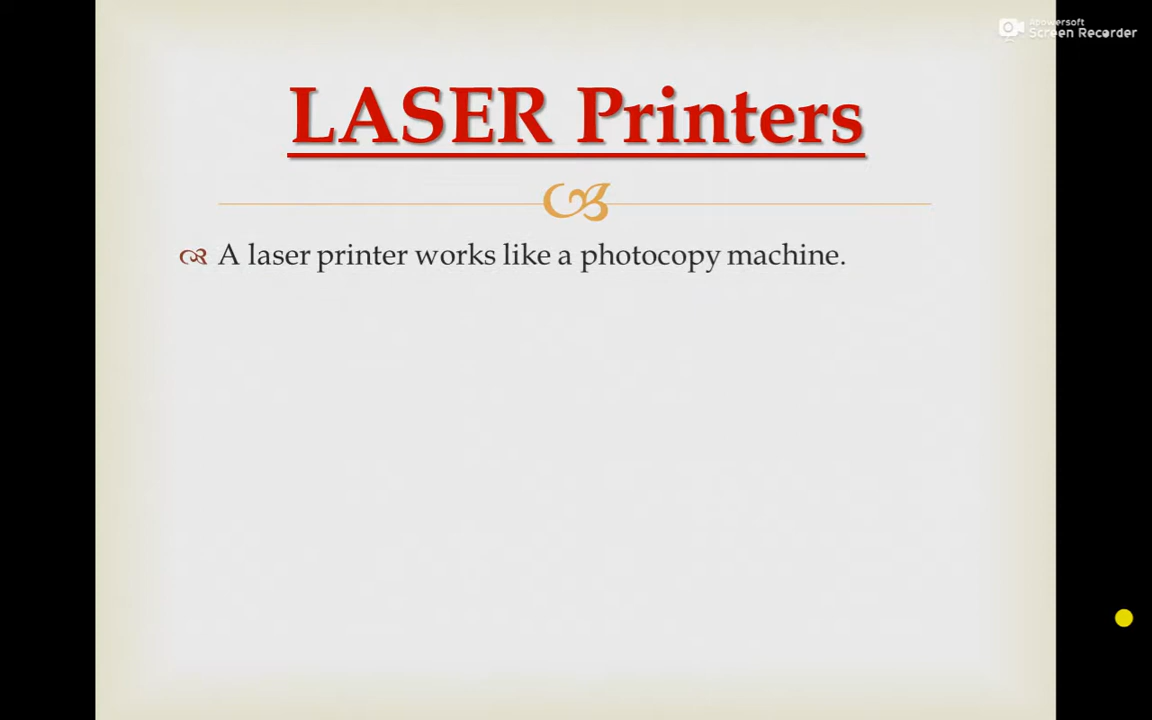 Apowersoft
Screen Recorder
LASER Printers
A laser printer works like a photocopy machine.